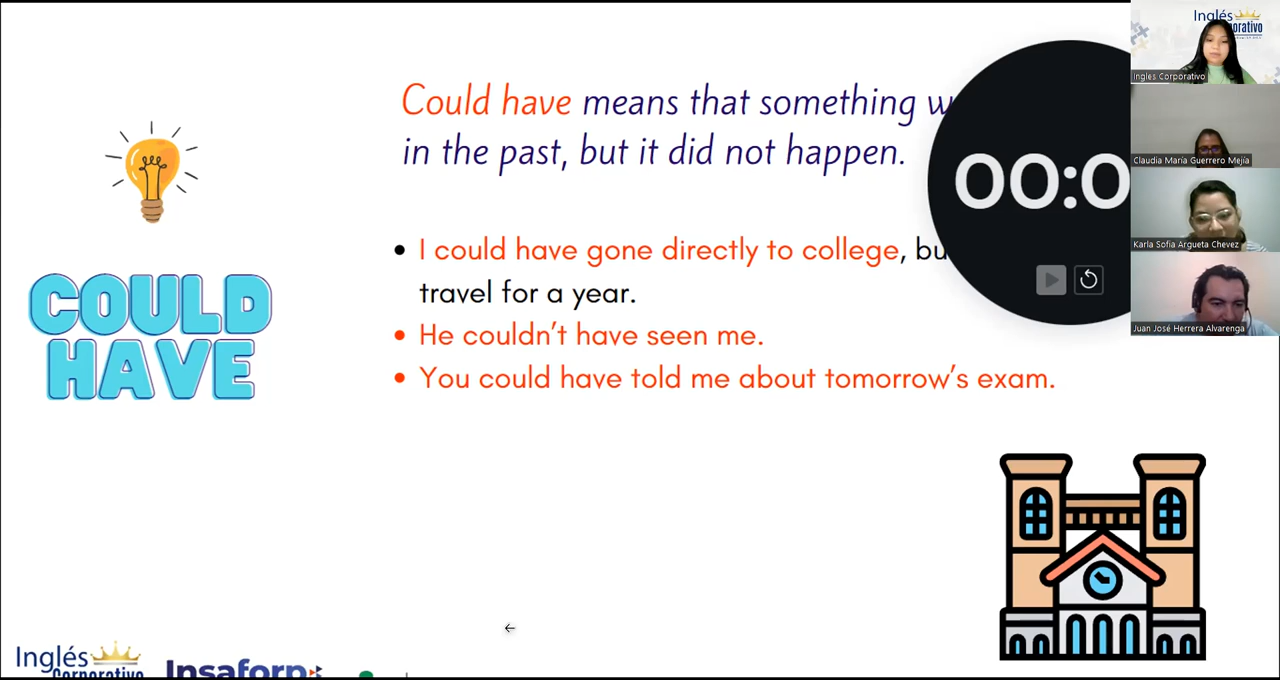 Could have means that something
in the past, but it did not happen.
• I could have gone directly to college,
travel for a year.
• He couldn't have seen me.
• You could have told me about tomorrow's exam.
COULD
HAVE
00:0
Inglés
Corporativo
Insaforp
Inglés
Ingles Corporativo
Claudia María Guerrero Mejía
Karla Sofia Argueta Chevez
Juan José Herrera Alvarenga